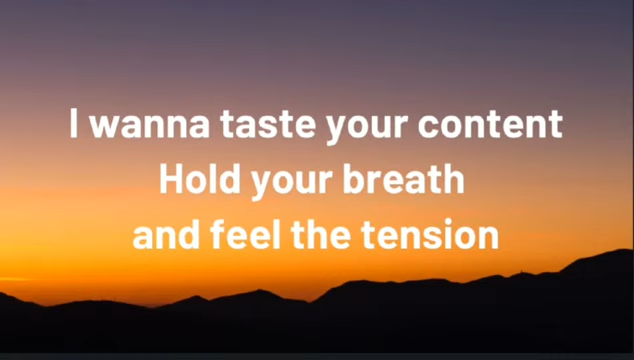 I wanna taste your content
Hold your breath
and feel the tension